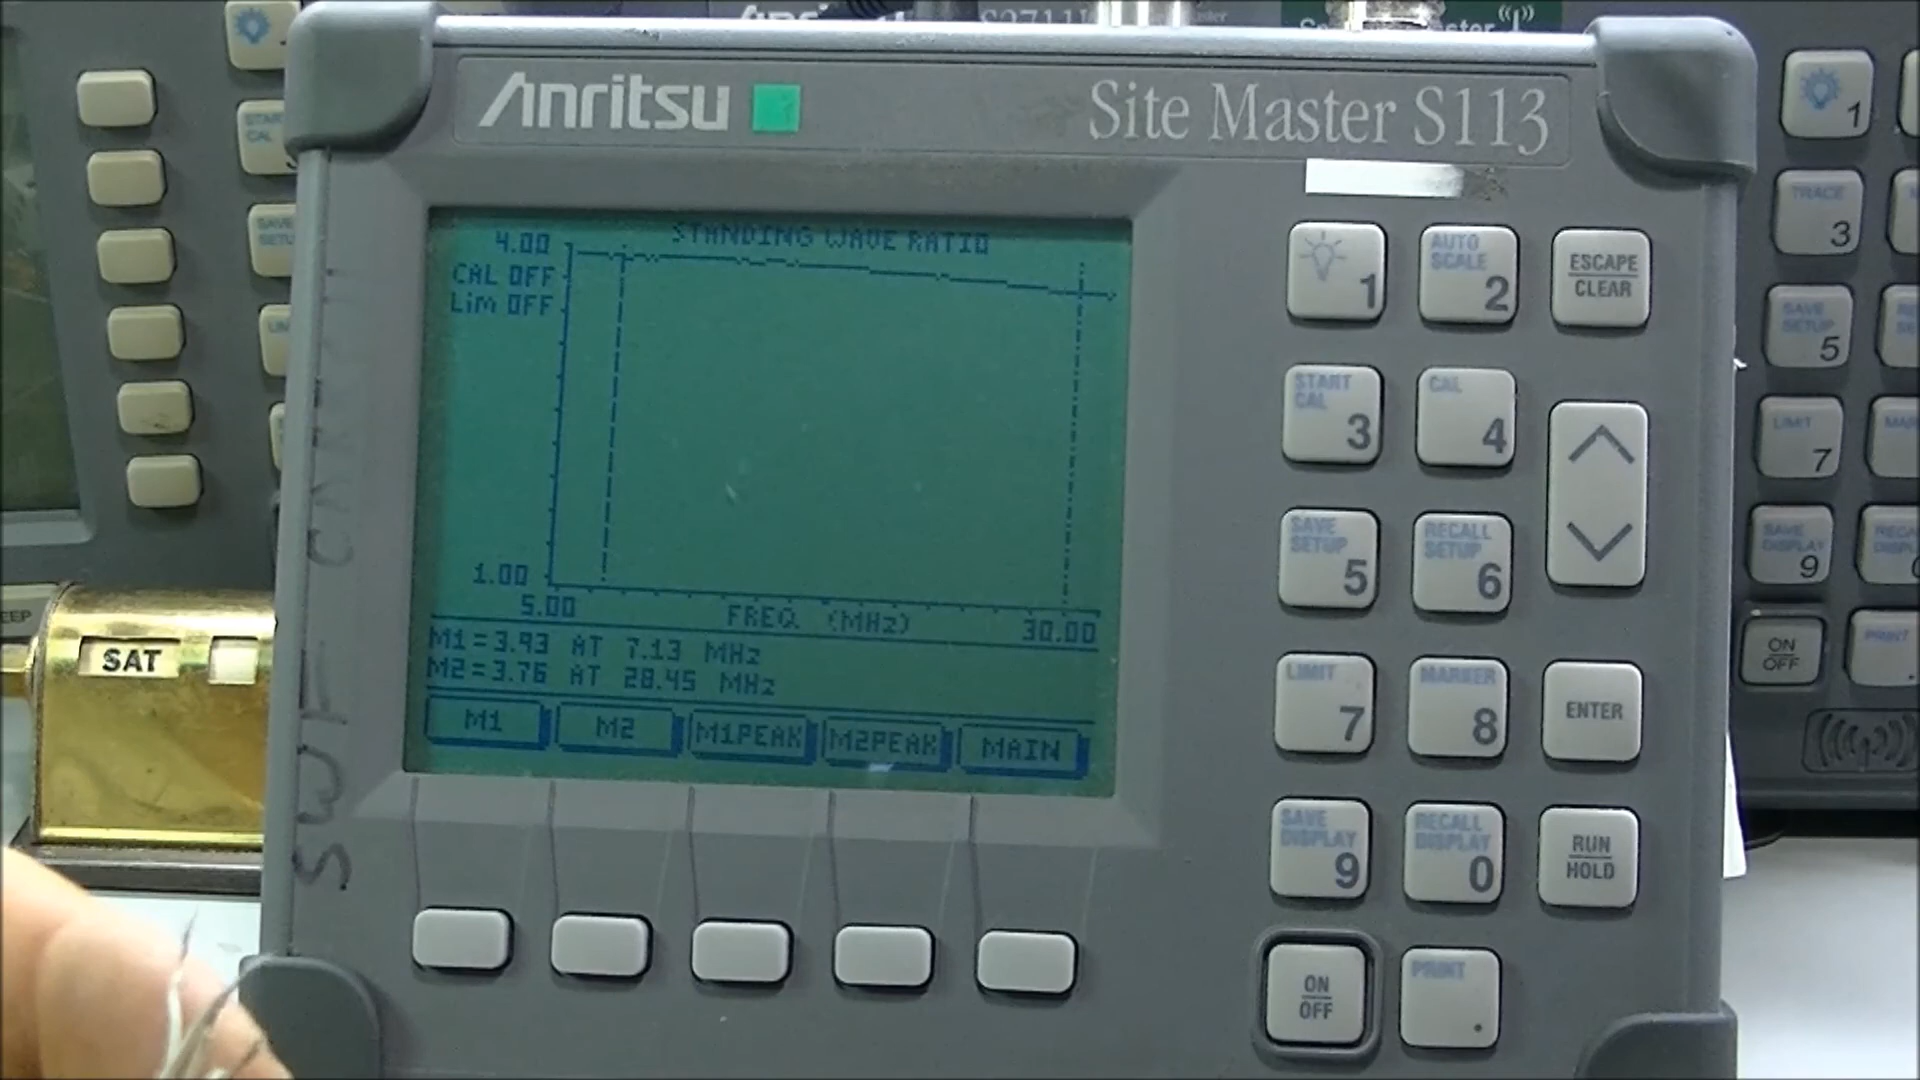 Anritsu
Site Master S113
STANDING WAVE RATIO
4.00
CAL OFF
Lim OFF
1.00
5.00
FREQ (MHz)
30.00
M1=3.93 AT 7.13 MHz
M2=3.76 AT 28.45 MHz
M1
M2
M1PEAK
M2PEAK
MAIN
1
AUTO SCALE 2
ESCAPE CLEAR
START CAL 3
CAL 4
SAVE SETUP 5
RECALL SETUP 6
LIMIT 7
MARKER 8
ENTER
SAVE DISPLAY 9
RECALL DISPLAY 0
RUN HOLD
ON OFF
PRINT .
SAT
1
TRACE 3
SAVE SETUP 5
LIMIT 7
SAVE DISPLAY 9
ON OFF
PRINT